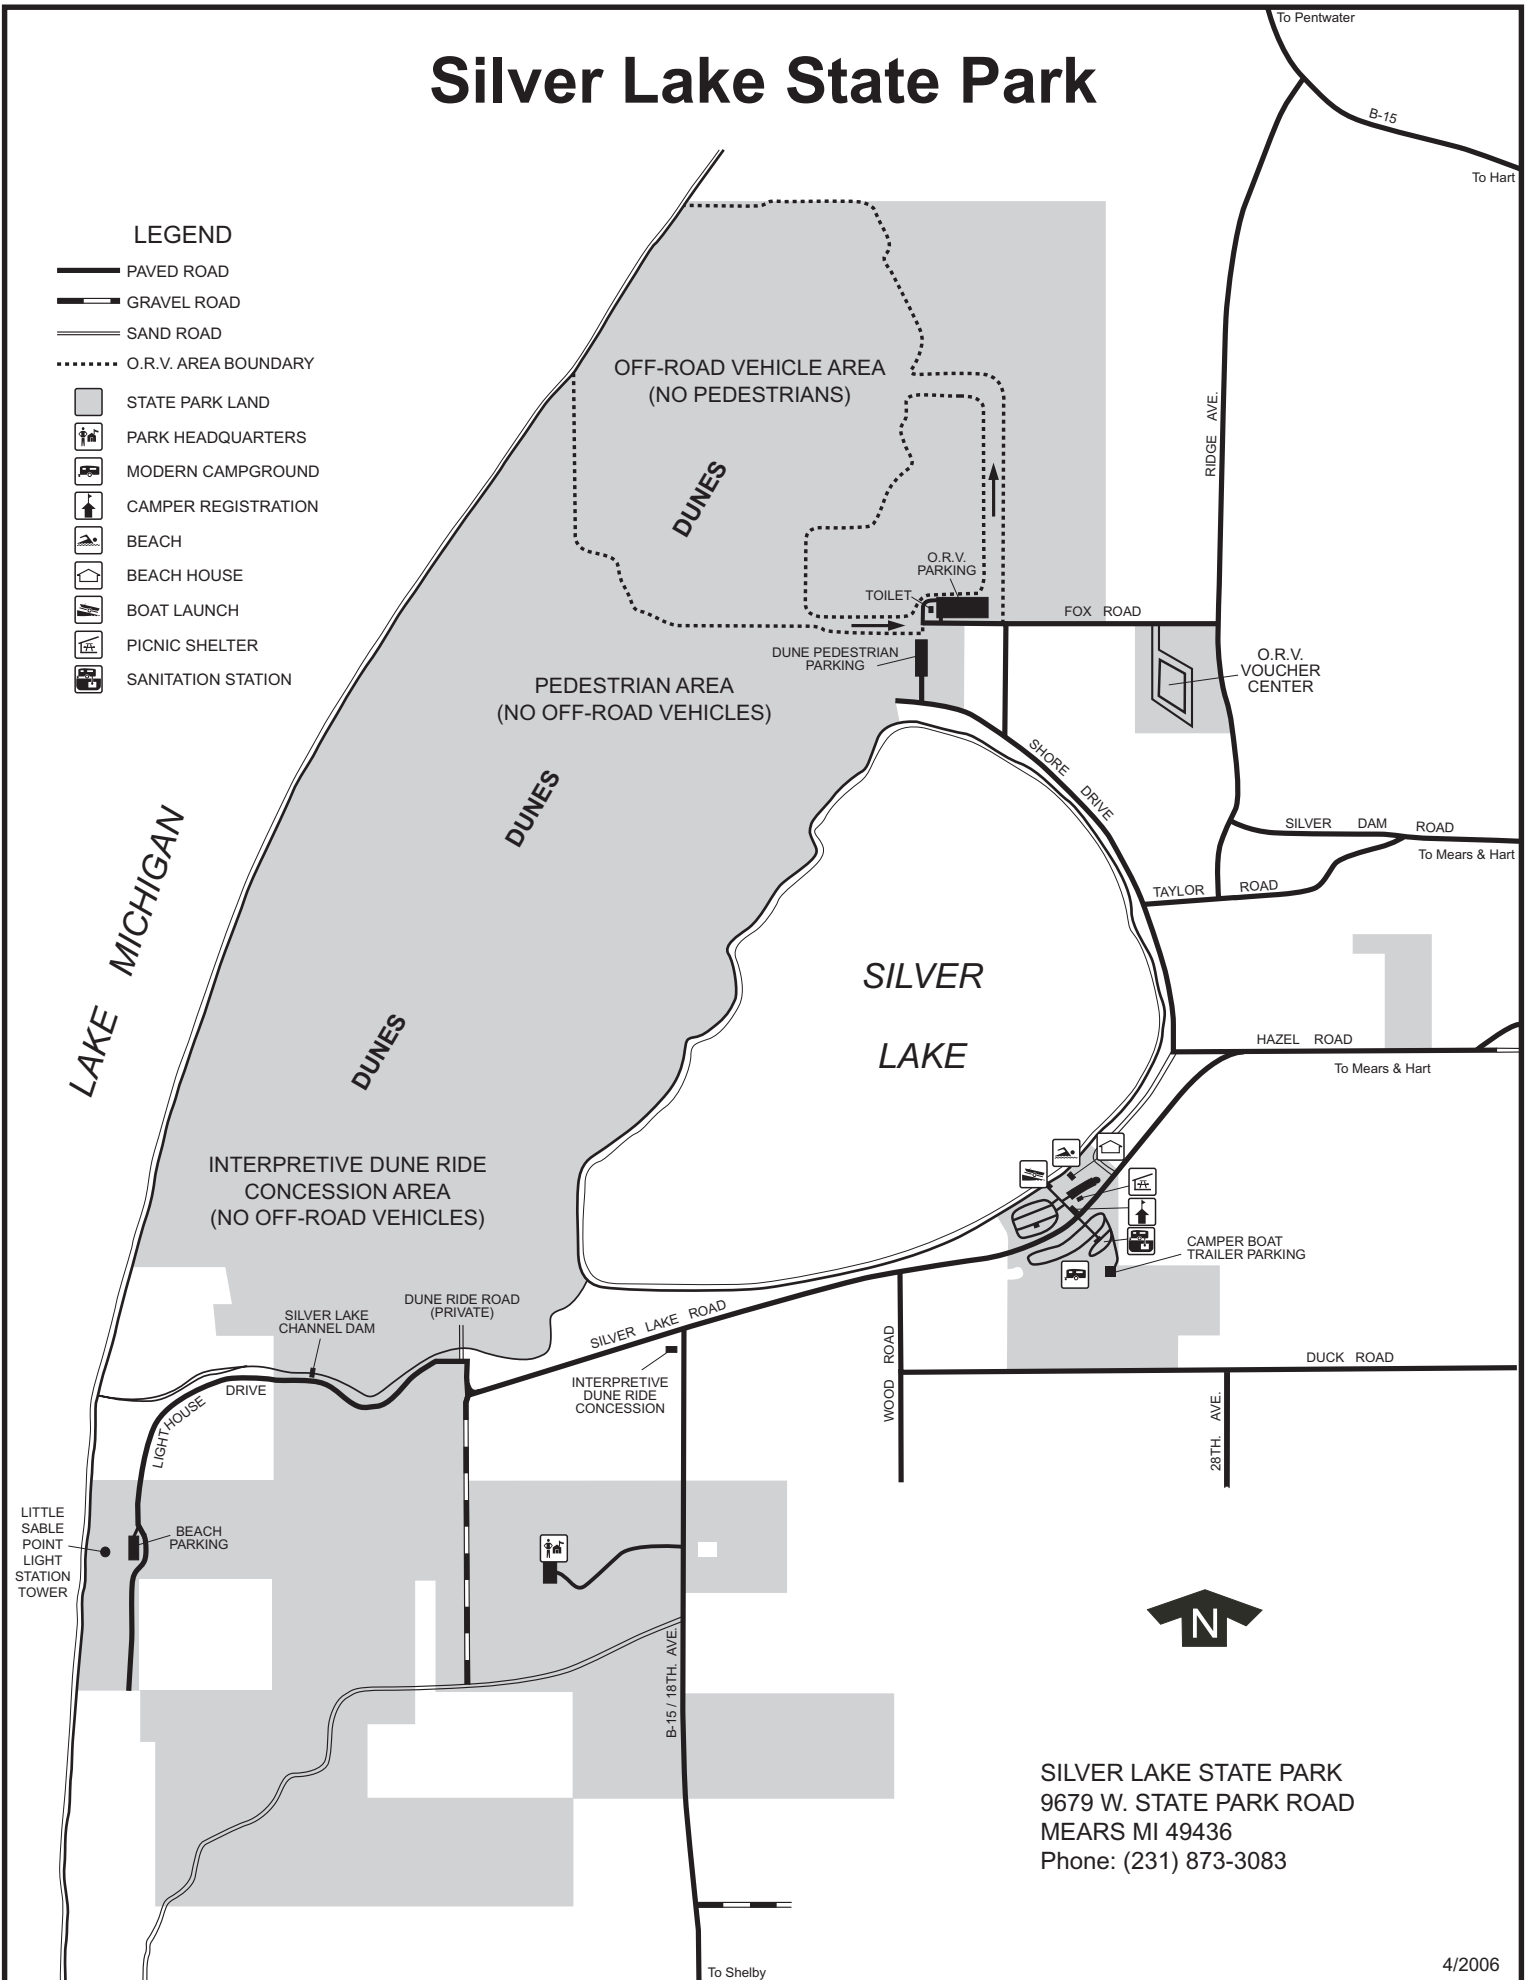 To Pentwater
Silver Lake State Park
B-15
To Hart
LEGEND
PAVED ROAD
GRAVEL ROAD
SAND ROAD
O.R.V. AREA BOUNDARY
STATE PARK LAND
PARK HEADQUARTERS
MODERN CAMPGROUND
CAMPER REGISTRATION
BEACH
BEACH HOUSE
BOAT LAUNCH
PICNIC SHELTER
SANITATION STATION
OFF-ROAD VEHICLE AREA
(NO PEDESTRIANS)
DUNES
RIDGE AVE.
O.R.V.
PARKING
TOILET
FOX ROAD
DUNE PEDESTRIAN
PARKING
O.R.V.
VOUCHER
CENTER
PEDESTRIAN AREA
(NO OFF-ROAD VEHICLES)
SHORE DRIVE
DUNES
SILVER DAM ROAD
To Mears & Hart
TAYLOR ROAD
LAKE MICHIGAN
SILVER
LAKE
DUNES
HAZEL ROAD
To Mears & Hart
INTERPRETIVE DUNE RIDE
CONCESSION AREA
(NO OFF-ROAD VEHICLES)
CAMPER BOAT
TRAILER PARKING
DUNE RIDE ROAD
(PRIVATE)
SILVER LAKE
CHANNEL DAM
SILVER LAKE ROAD
WOOD ROAD
DUCK ROAD
INTERPRETIVE
DUNE RIDE
CONCESSION
LIGHTHOUSE DRIVE
28TH. AVE.
LITTLE
SABLE
POINT
LIGHT
STATION
TOWER
BEACH
PARKING
N
B-15 / 18TH. AVE.
SILVER LAKE STATE PARK
9679 W. STATE PARK ROAD
MEARS MI 49436
Phone: (231) 873-3083
To Shelby
4/2006